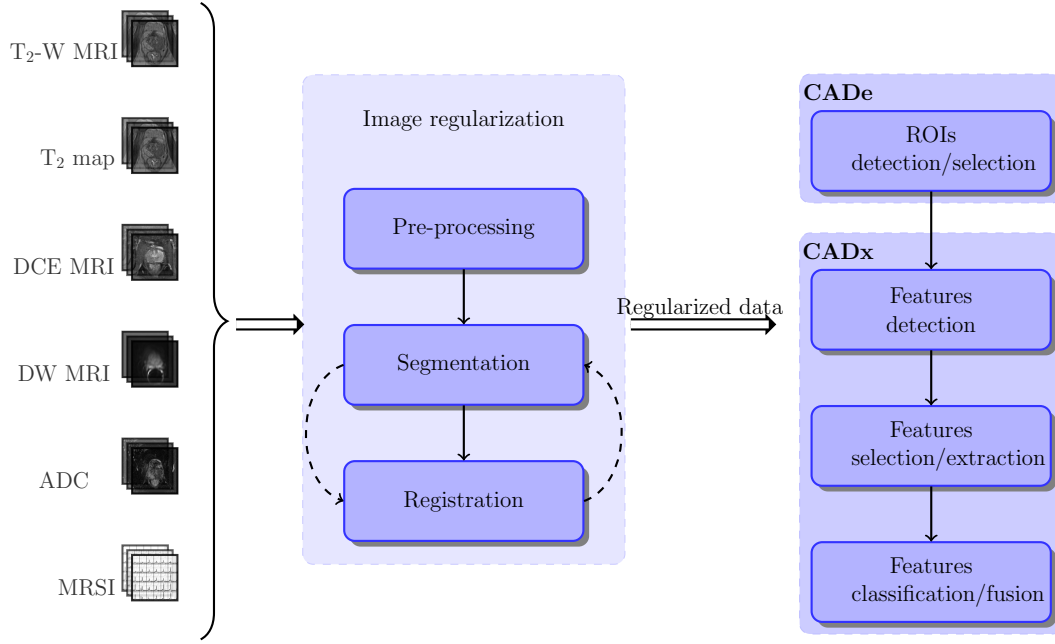 T₂-W MRI
T₂ map
DCE MRI
DW MRI
ADC
MRSI
Image regularization
Pre-processing
Segmentation
Registration
Regularized data
CADe
ROIs
detection/selection
CADx
Features
detection
Features
selection/extraction
Features
classification/fusion